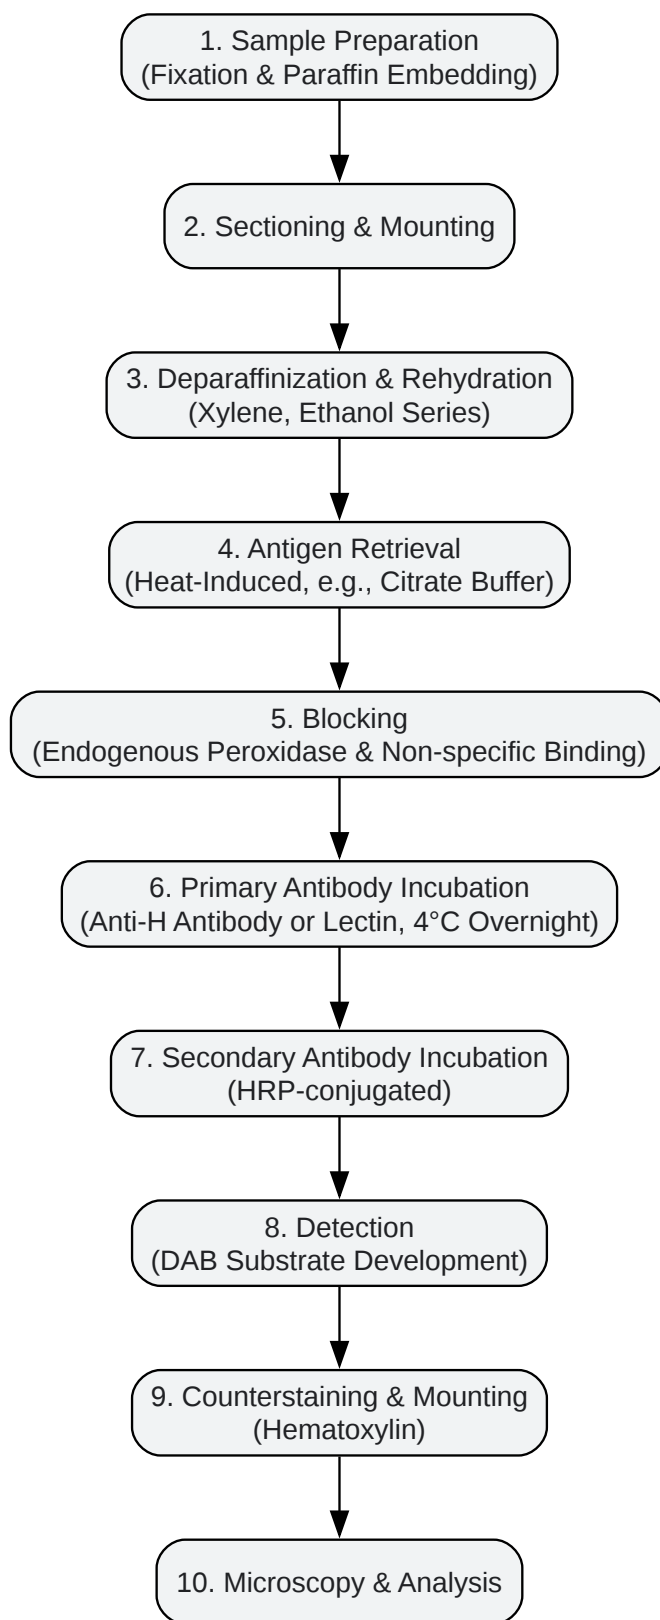 1. Sample Preparation
(Fixation & Paraffin Embedding)
2. Sectioning & Mounting
3. Deparaffinization & Rehydration
(Xylene, Ethanol Series)
4. Antigen Retrieval
(Heat-Induced, e.g., Citrate Buffer)
5. Blocking
(Endogenous Peroxidase & Non-specific Binding)
6. Primary Antibody Incubation
(Anti-H Antibody or Lectin, 4°C Overnight)
7. Secondary Antibody Incubation
(HRP-conjugated)
8. Detection
(DAB Substrate Development)
9. Counterstaining & Mounting
(Hematoxylin)
10. Microscopy & Analysis